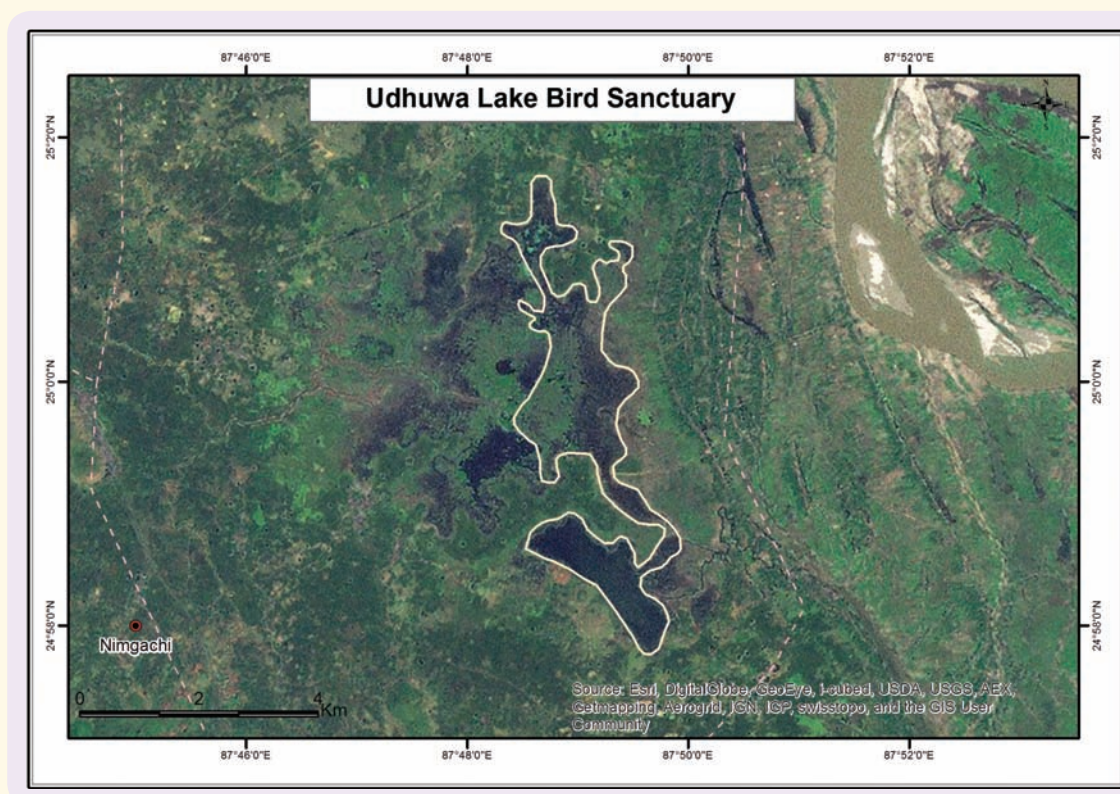 87°46'0"E 87°48'0"E 87°50'0"E 87°52'0"E
Udhuwa Lake Bird Sanctuary
25°2'0"N 25°2'0"N
25°0'0"N 25°0'0"N
24°58'0"N 24°58'0"N
Nimgachi
0 2 4 Km
Source: Esri, DigitalGlobe, GeoEye, i-cubed, USDA, USGS, AEX,
Getmapping, Aerogrid, IGN, IGP, swisstopo, and the GIS User
Community
87°46'0"E 87°48'0"E 87°50'0"E 87°52'0"E